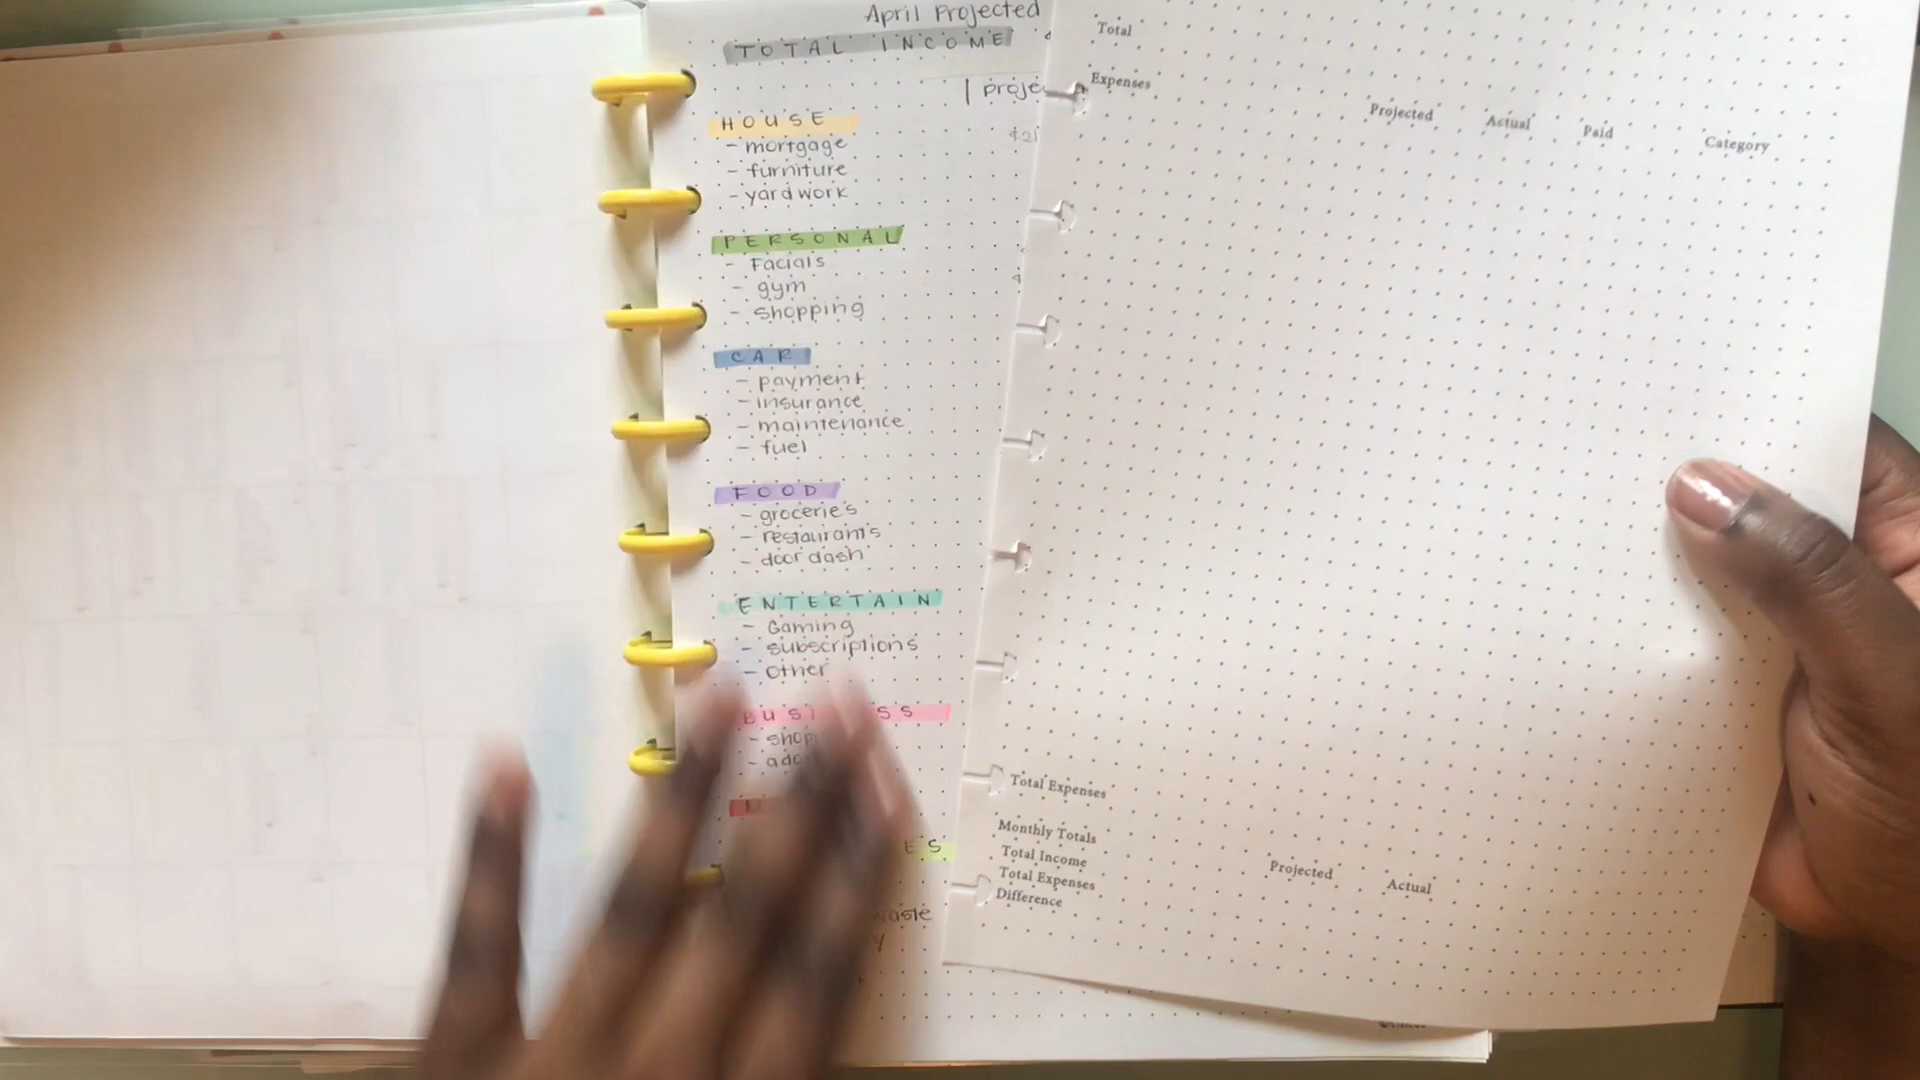 April Projected
TOTAL INCOME
HOUSE
- mortgage
- furniture
- yard work
PERSONAL
- Facials
- gym
- shopping
CAR
- payment
- insurance
- maintenance
- fuel
FOOD
- groceries
- restaurants
- door dash
ENTERTAIN
- Gaming
- subscriptions
- other
Total
Expenses
Projected Actual Paid Category
Total Expenses
Monthly Totals
Projected Actual
Total Income
Total Expenses
Difference